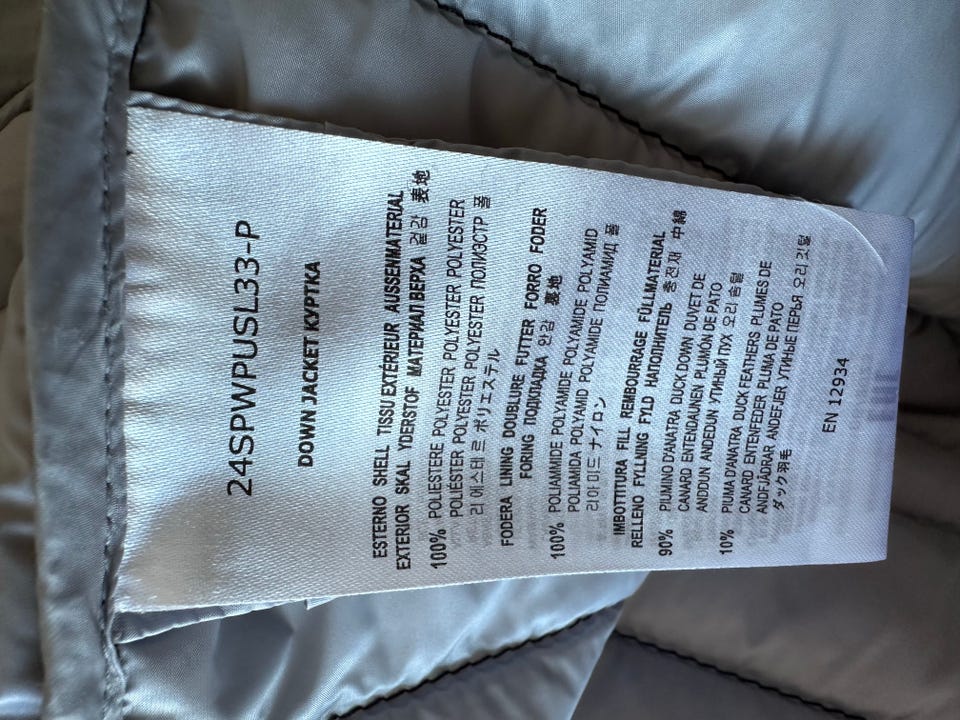 24SPWPUSL33-P
DOWN JACKET КУРТКА
ESTERNO SHELL TISSU EXTÉRIEUR AUSSENMATERIAL
EXTERIOR SKAL YDERSTOF МАТЕРИАЛ ВЕРХА 겉감 表地
100% POLIESTERE POLYESTER POLYESTER POLYESTER
POLIÉSTER POLYESTER POLYESTER ПОЛИЭСТР 폴
리에스테르 ポリエステル
FODERA LINING DOUBLURE FUTTER FORRO FODER
FORING ПОДКЛАДКА 안감 裏地
100% POLIAMMIDE POLYAMIDE POLYAMIDE POLYAMID
POLIAMIDA POLYAMID POLYAMIDE ПОЛИАМИД 폴
리아미드 ナイロン
IMBOTTITURA FILL REMBOURRAGE FÜLLMATERIAL
RELLENO FYLLNING FYLD НАПОЛНИТЕЛЬ 충전재 中綿
90% PIUMINO D'ANATRA DUCK DOWN DUVET DE
CANARD ENTENDAUNEN PLUMÓN DE PATO
ANDDUN ANDEDUN УТИНЫЙ ПУХ 오리 솜털
10% PIUMA D'ANATRA DUCK FEATHERS PLUMES DE
CANARD ENTENFEDER PLUMA DE PATO
ANDFJÄDRAR ANDEFJER УТИНЫЕ ПЕРЬЯ 오리 깃털
ダック羽毛
EN 12934